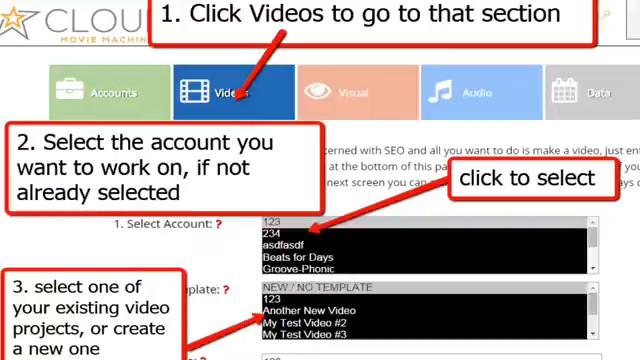 1. Click Videos to go to that section
CLOU
MOVIE MACHIN
P
Accounts
Videos
Visual
Audio
Data
2. Select the account you
want to work on, if not
already selected
cerned with SEO and all you want to do is make a video, just ent
at the bottom of this pa
next screen you can
ays o
click to select
1. Select Account: ?
123
234
asdfasdf
Beats for Days
Groove-Phonic
3. select one of
your existing video
projects, or create
a new one
plate: ?
NEW / NO TEMPLATE
123
Another New Video
My Test Video #2
My Test Video #3